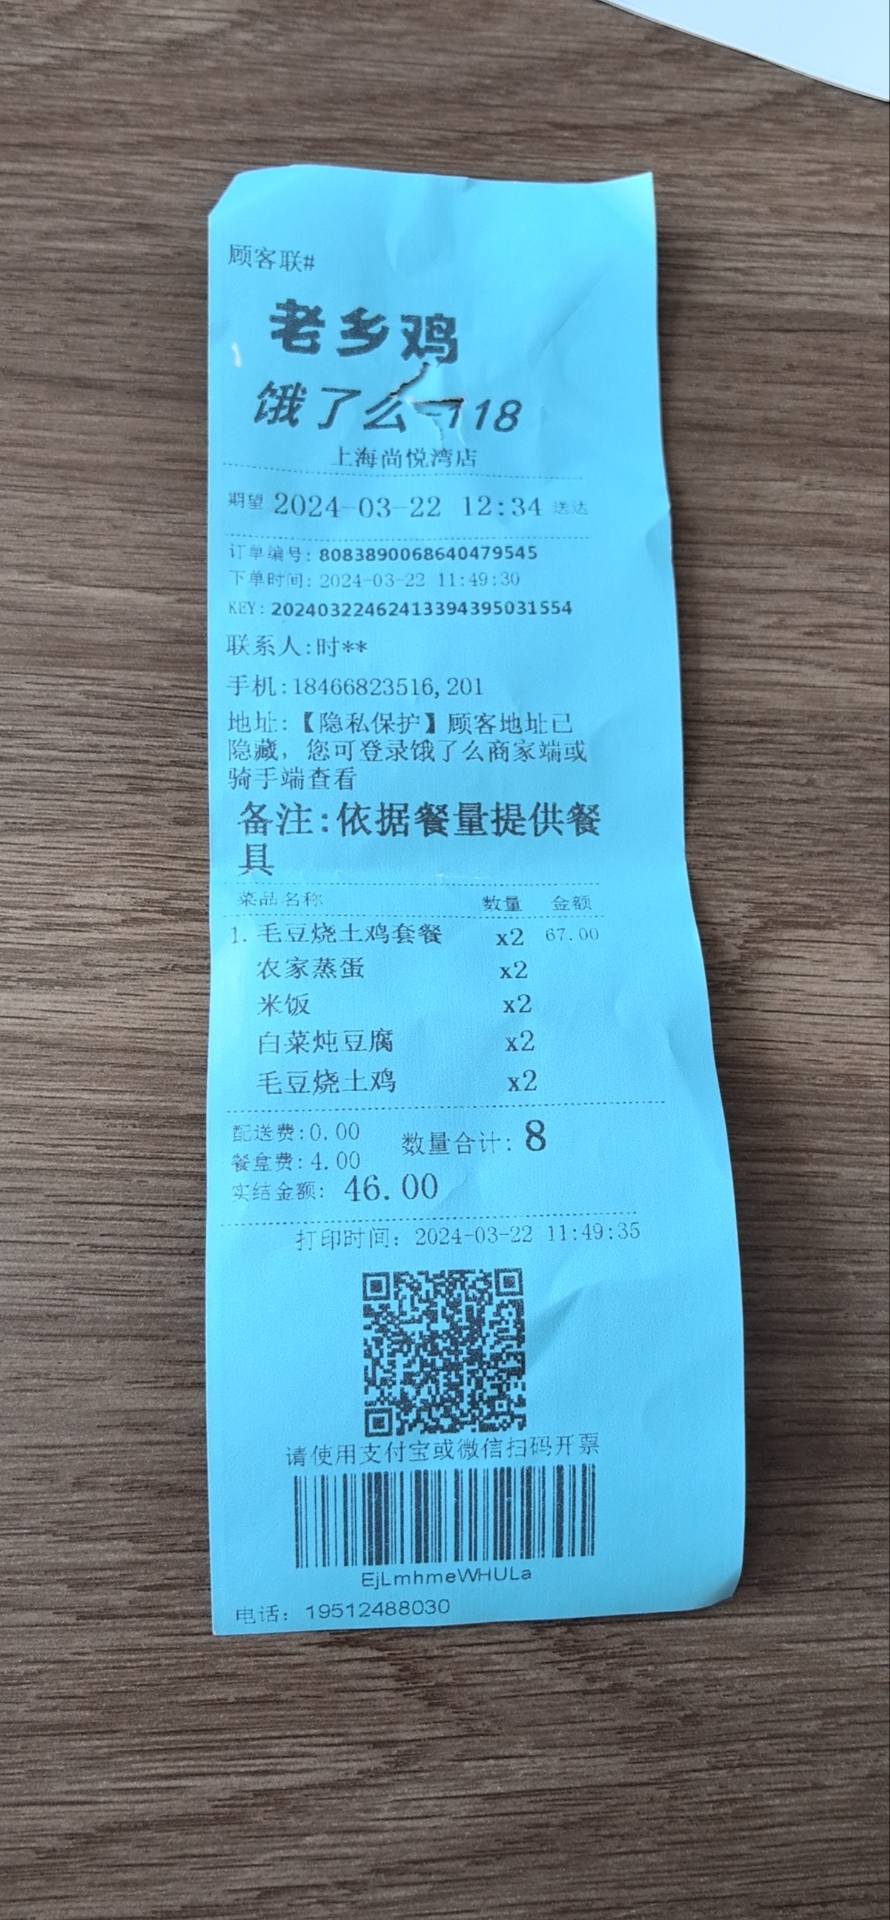 顾客联#
老乡鸡
饿了么 118
上海尚悦湾店
期望 2024-03-22 12:34 送达
订单编号: 8083890068640479545
下单时间: 2024-03-22 11:49:30
KEY: 202403224624133943950​31554
联系人:时**
手机:18466823516,201
地址:【隐私保护】顾客地址已
隐藏, 您可登录饿了么商家端或
骑手端查看
备注:依据餐量提供餐
具
菜品名称 数量 金额
1. 毛豆烧土鸡套餐 x2 67.00
农家蒸蛋 x2
米饭 x2
白菜炖豆腐 x2
毛豆烧土鸡 x2
配送费:0.00
餐盒费:4.00 数量合计: 8
实结金额: 46.00
打印时间: 2024-03-22 11:49:35
请使用支付宝或微信扫码开票
EjLmhmeWHULa
电话: 19512488030